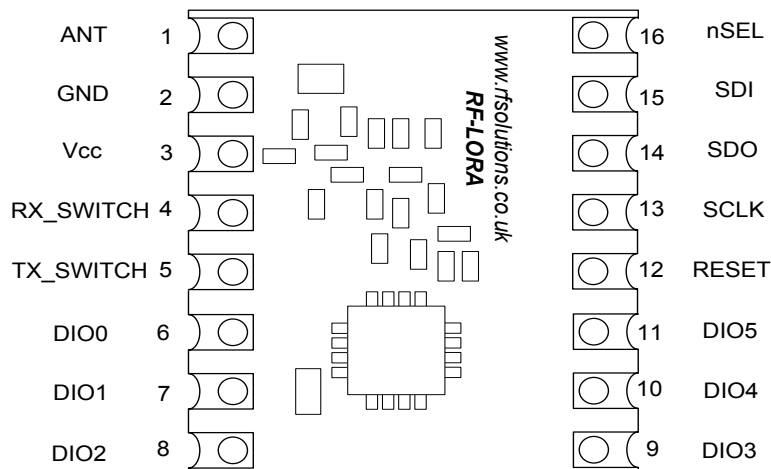 ANT 1
GND 2
Vcc 3
RX_SWITCH 4
TX_SWITCH 5
DIO0 6
DIO1 7
DIO2 8
www.rfsolutions.co.uk
RF-LORA
16 nSEL
15 SDI
14 SDO
13 SCLK
12 RESET
11 DIO5
10 DIO4
9 DIO3